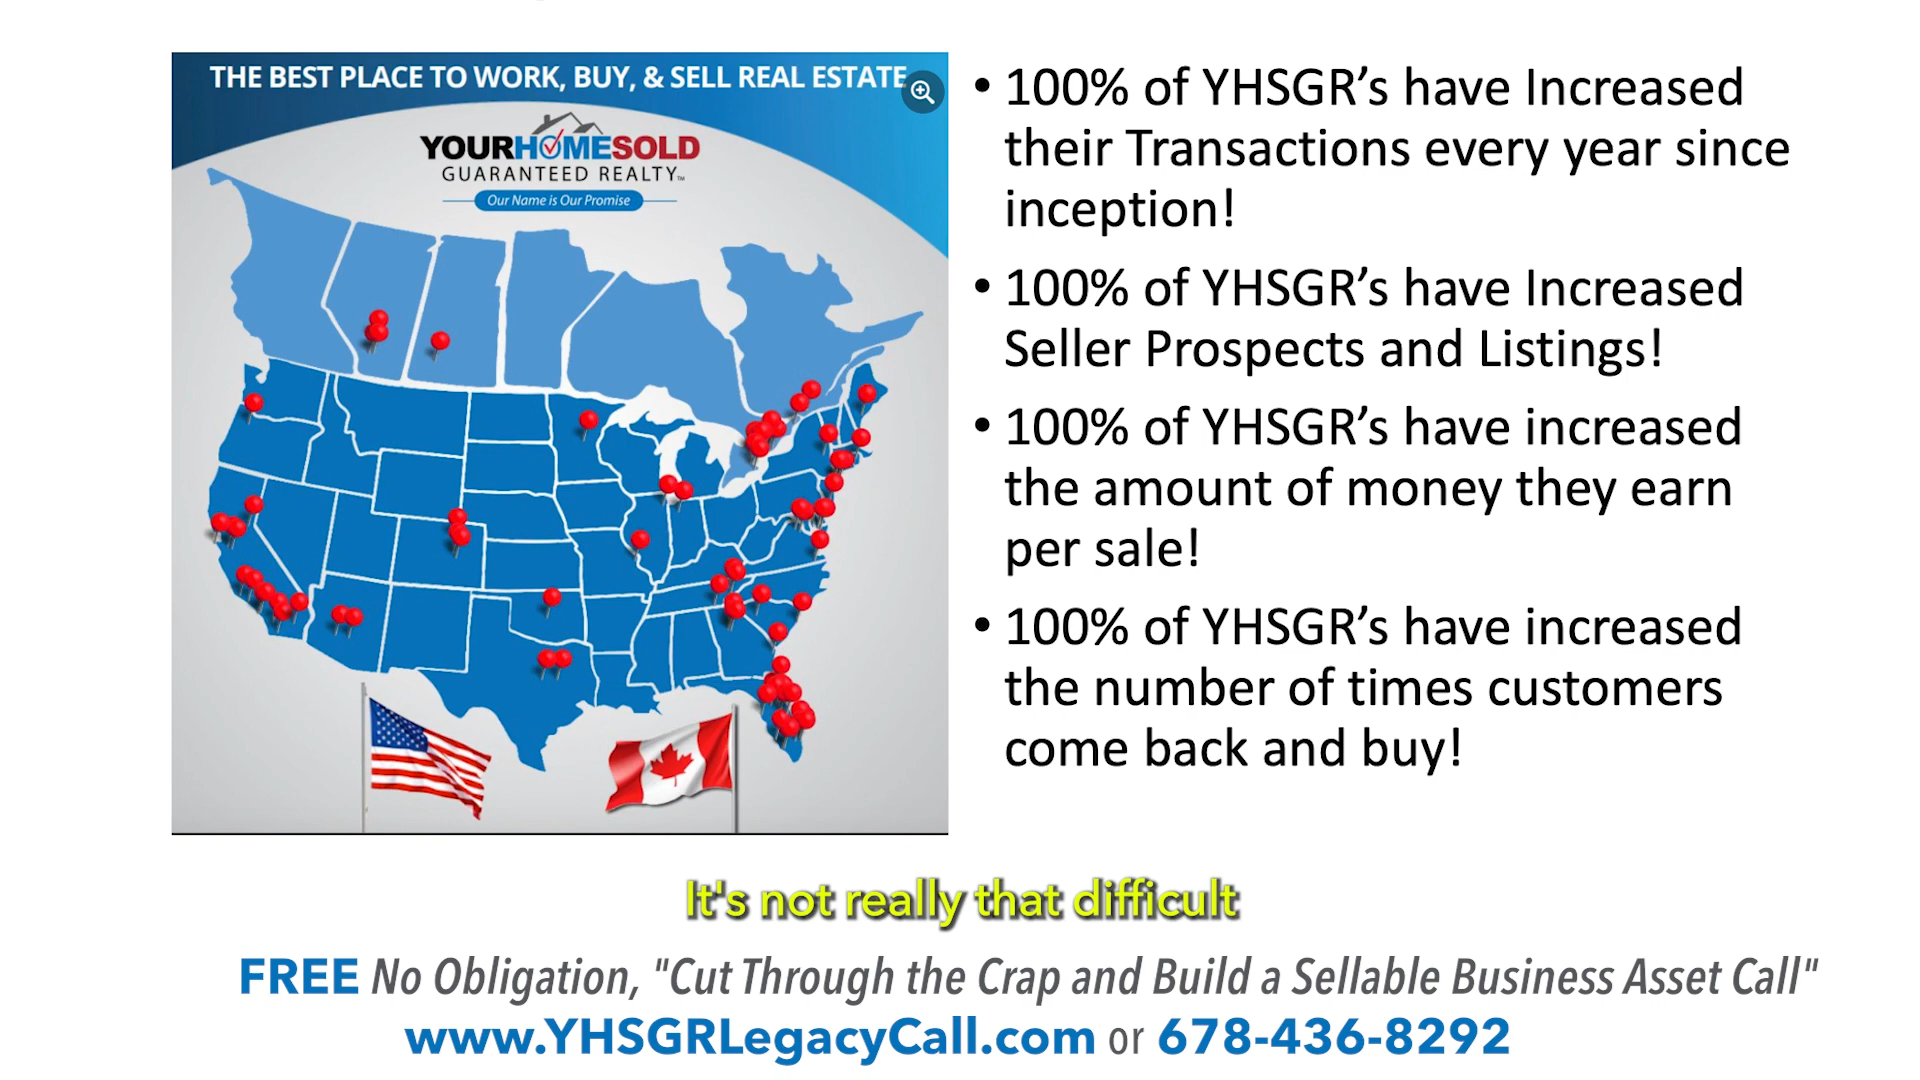 THE BEST PLACE TO WORK, BUY, & SELL REAL ESTATE
YOURHOMESOLD
GUARANTEED REALTY™
Our Name is Our Promise
• 100% of YHSGR’s have Increased
their Transactions every year since
inception!
• 100% of YHSGR’s have Increased
Seller Prospects and Listings!
• 100% of YHSGR’s have increased
the amount of money they earn
per sale!
• 100% of YHSGR’s have increased
the number of times customers
come back and buy!
It's not really that difficult
FREE No Obligation, "Cut Through the Crap and Build a Sellable Business Asset Call"
www.YHSGRLegacyCall.com or 678-436-8292